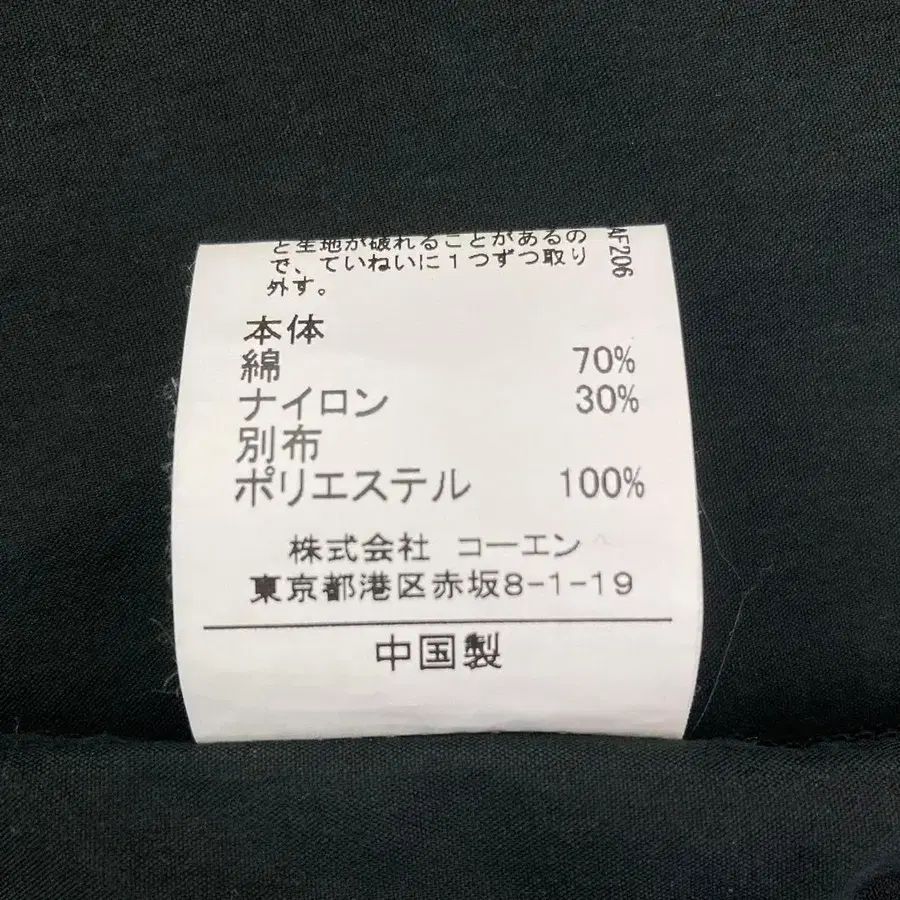 と生地が破れることがあるの
で、ていねいに1つずつ取り
外す。
4F206
本体
綿 70%
ナイロン 30%
別布
ポリエステル 100%
株式会社 コーエン
東京都港区赤坂8-1-19
中国製